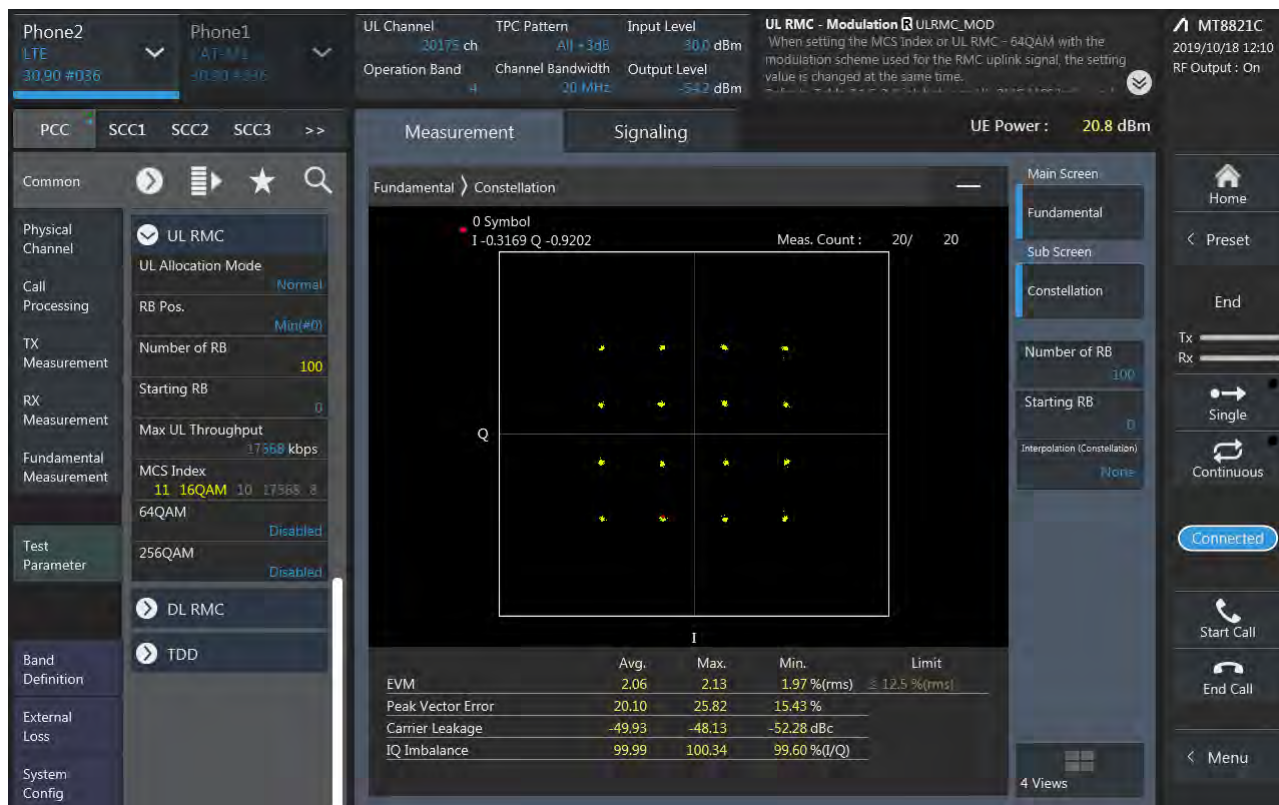 Phone2
LTE
30.90 #036
Phone1
CAT-M1
30.90 #036
UL Channel
20175 ch
TPC Pattern
All +3dB
Input Level
30.0 dBm
Operation Band
4
Channel Bandwidth
20 MHz
Output Level
-54.2 dBm
UL RMC - Modulation R ULRMC_MOD
When setting the MCS Index or UL RMC - 64QAM with the
modulation scheme used for the RMC uplink signal, the setting
value is changed at the same time.
MT8821C
2019/10/18 12:10
RF Output : On
PCC
SCC1
SCC2
SCC3
>>
Measurement
Signaling
UE Power : 20.8 dBm
Common
Physical
Channel
Call
Processing
TX
Measurement
RX
Measurement
Fundamental
Measurement
Test
Parameter
Band
Definition
External
Loss
System
Config
UL RMC
UL Allocation Mode
Normal
RB Pos.
Min(#0)
Number of RB
100
Starting RB
0
Max UL Throughput
17568 kbps
MCS Index
11 16QAM 10 17568 8
64QAM
Disabled
256QAM
Disabled
DL RMC
TDD
Fundamental 〉 Constellation
0 Symbol
I -0.3169 Q -0.9202
Meas. Count : 20/ 20
Q
I
Avg. Max. Min. Limit
EVM 2.06 2.13 1.97 %(rms) ≦ 12.5 %(rms)
Peak Vector Error 20.10 25.82 15.43 %
Carrier Leakage -49.93 -48.13 -52.28 dBc
IQ Imbalance 99.99 100.34 99.60 %(I/Q)
Main Screen
Fundamental
Sub Screen
Constellation
Number of RB
100
Starting RB
0
Interpolation (Constellation)
None
4 Views
Home
< Preset
End
Tx
Rx
Single
Continuous
Connected
Start Call
End Call
< Menu